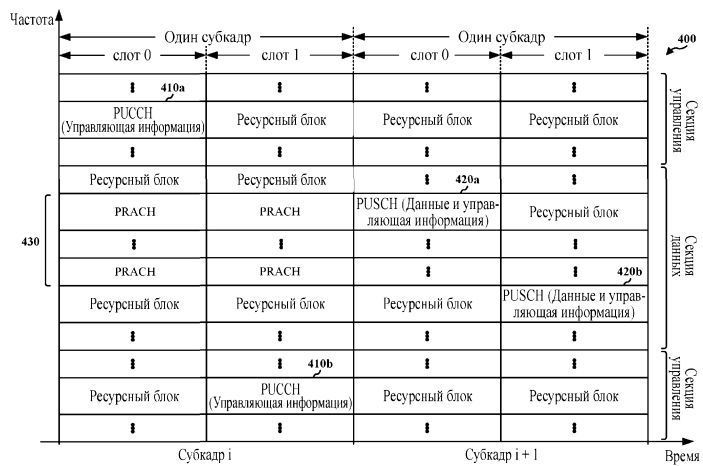 Частота
Один субкадр Один субкадр
слот 0 слот 1 слот 0 слот 1
400
410a
PUCCH
(Управляющая информация)
Ресурсный блок Ресурсный блок Ресурсный блок
Секция
управления
Ресурсный блок Ресурсный блок
420a
PRACH PRACH
PUSCH (Данные и управ-
ляющая информация)
Ресурсный блок
430
Секция
данных
PRACH PRACH
420b
Ресурсный блок Ресурсный блок Ресурсный блок
PUSCH (Данные и управ-
ляющая информация)
410b
Ресурсный блок
PUCCH
(Управляющая информация)
Ресурсный блок Ресурсный блок
Секция
управления
Субкадр i Субкадр i + 1 Время